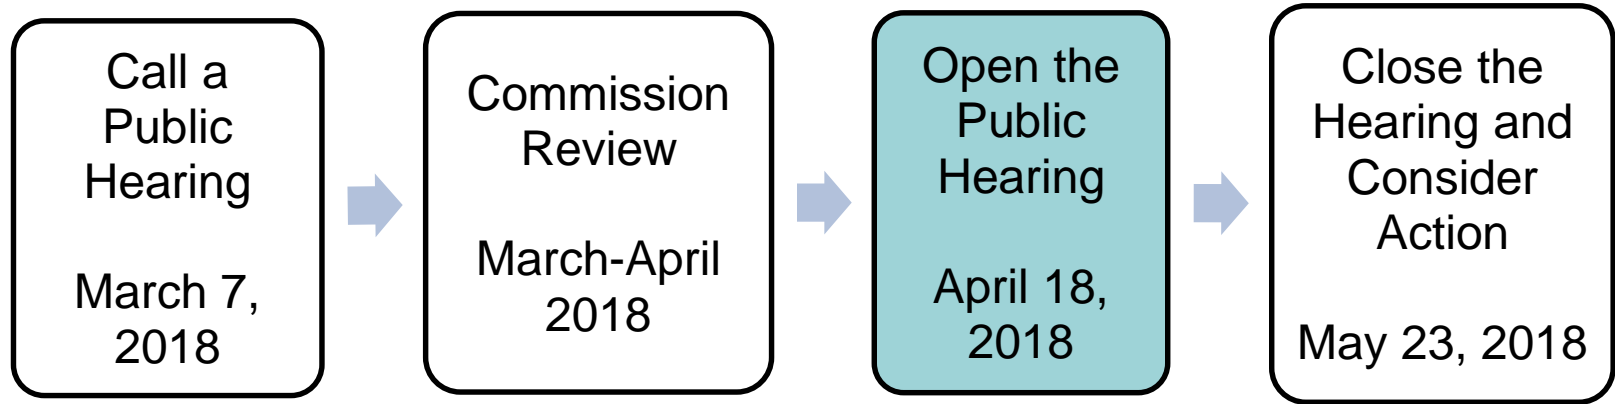 Call a
Public
Hearing
March 7,
2018
Commission
Review
March-April
2018
Open the
Public
Hearing
April 18,
2018
Close the
Hearing and
Consider
Action
May 23, 2018